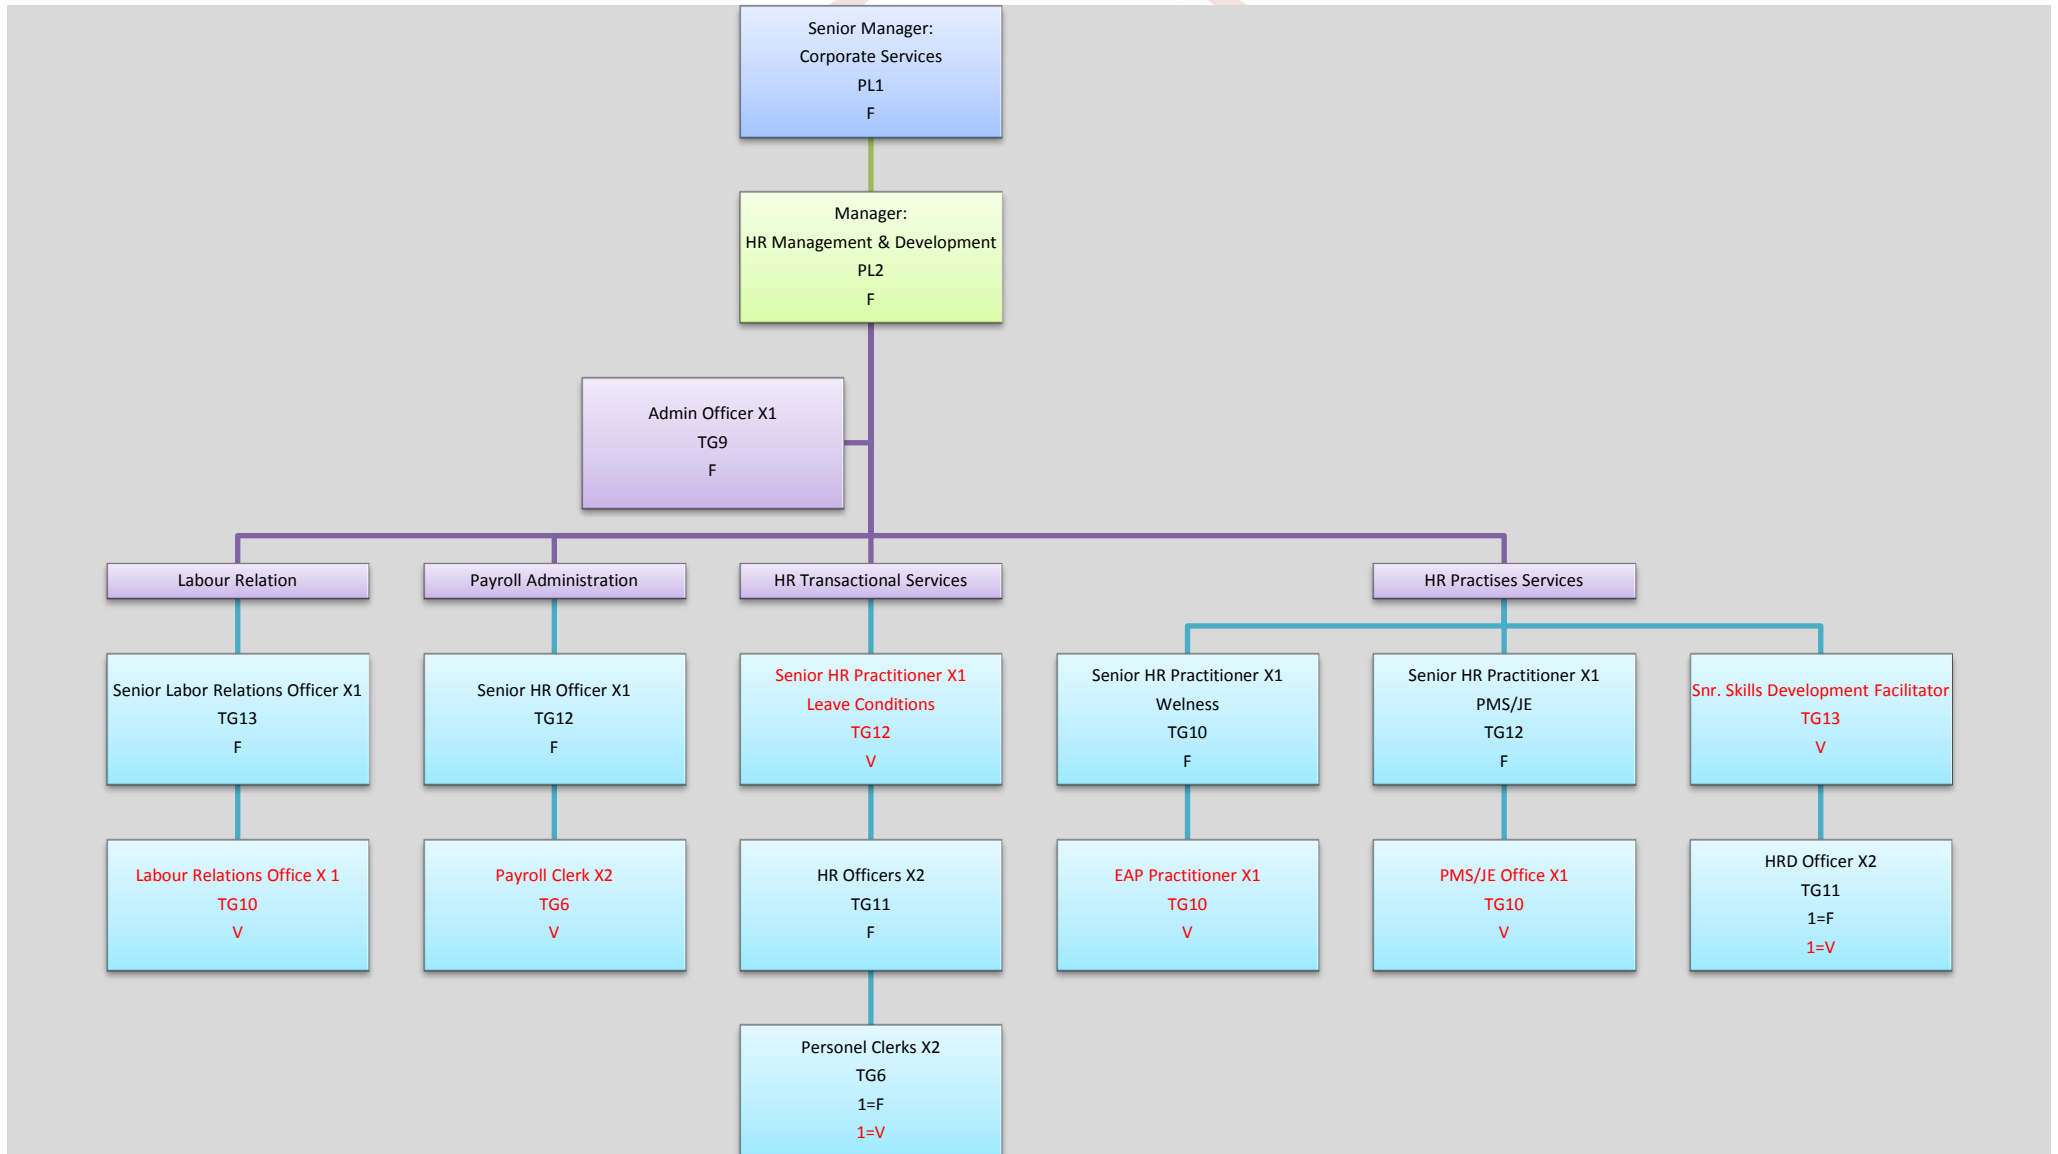 Senior Manager:
Corporate Services
PL1
F
Manager:
HR Management & Development
PL2
F
Admin Officer X1
TG9
F
Labour Relation
Payroll Administration
HR Transactional Services
HR Practises Services
Senior Labor Relations Officer X1
TG13
F
Senior HR Officer X1
TG12
F
Senior HR Practitioner X1
Leave Conditions
TG12
V
Senior HR Practitioner X1
Welness
TG10
F
Senior HR Practitioner X1
PMS/JE
TG12
F
Snr. Skills Development Facilitator
TG13
V
Labour Relations Office X 1
TG10
V
Payroll Clerk X2
TG6
V
HR Officers X2
TG11
F
EAP Practitioner X1
TG10
V
PMS/JE Office X1
TG10
V
HRD Officer X2
TG11
1=F
1=V
Personel Clerks X2
TG6
1=F
1=V